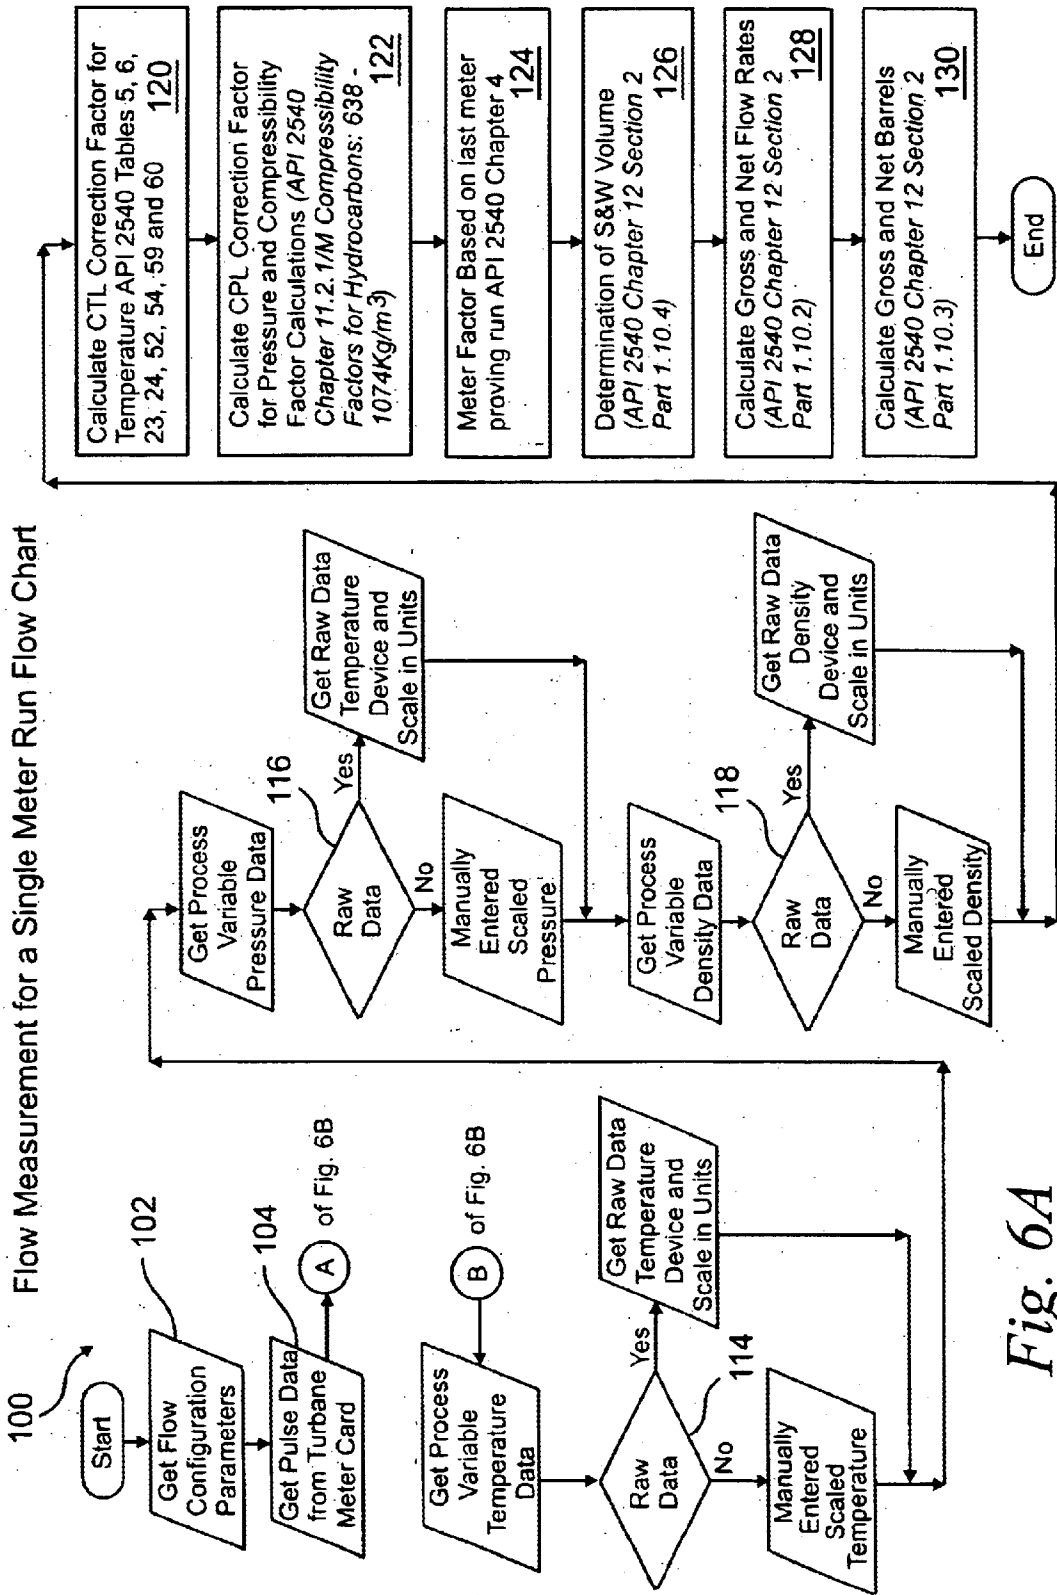 Flow Measurement for a Single Meter Run Flow Chart
100
Start
102
Get Flow
Configuration
Parameters
104
Get Pulse Data
from Turbane
Meter Card
A of Fig. 6B
B of Fig. 6B
Get Process
Variable
Temperature
Data
Raw
Data
114
Yes
No
Get Raw Data
Temperature
Device and
Scale in Units
Manually
Entered
Scaled
Temperature
Get Process
Variable
Pressure Data
116
Raw
Data
Yes
No
Get Raw Data
Temperature
Device and
Scale in Units
Manually
Entered
Scaled
Pressure
Get Process
Variable
Density Data
118
Raw
Data
Yes
No
Get Raw Data
Density
Device and
Scale in Units
Manually
Entered
Scaled Density
Calculate CTL Correction Factor for
Temperature API 2540 Tables 5, 6,
23, 24, 52, 54, 59 and 60
120
Calculate CPL Correction Factor
for Pressure and Compressibility
Factor Calculations (API 2540
Chapter 11.2.1/M Compressibility
Factors for Hydrocarbons: 638 -
1074Kg/m3)
122
Meter Factor Based on last meter
proving run API 2540 Chapter 4
124
Determination of S&W Volume
(API 2540 Chapter 12 Section 2
Part 1.10.4)
126
Calculate Gross and Net Flow Rates
(API 2540 Chapter 12 Section 2
Part 1.10.2)
128
Calculate Gross and Net Barrels
(API 2540 Chapter 12 Section 2
Part 1.10.3)
130
End
Fig. 6A